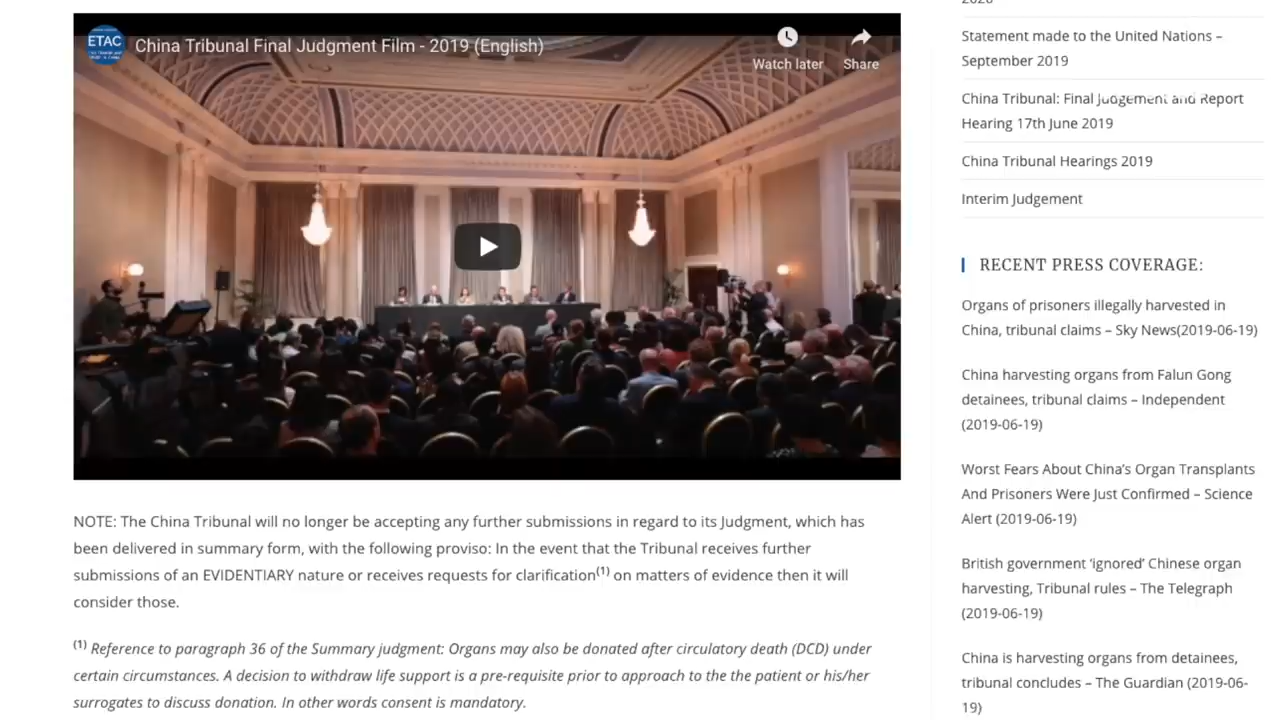 ETAC
China Tribunal Final Judgment Film - 2019 (English)
Watch later
Share
NOTE: The China Tribunal will no longer be accepting any further submissions in regard to its Judgment, which has
been delivered in summary form, with the following proviso: In the event that the Tribunal receives further
submissions of an EVIDENTIARY nature or receives requests for clarification(1) on matters of evidence then it will
consider those.
(1) Reference to paragraph 36 of the Summary judgment: Organs may also be donated after circulatory death (DCD) under
certain circumstances. A decision to withdraw life support is a pre-requisite prior to approach to the the patient or his/her
surrogates to discuss donation. In other words consent is mandatory.
Statement made to the United Nations –
September 2019
China Tribunal: Final Judgement and Report
Hearing 17th June 2019
China Tribunal Hearings 2019
Interim Judgement
RECENT PRESS COVERAGE:
Organs of prisoners illegally harvested in
China, tribunal claims – Sky News(2019-06-19)
China harvesting organs from Falun Gong
detainees, tribunal claims – Independent
(2019-06-19)
Worst Fears About China's Organ Transplants
And Prisoners Were Just Confirmed – Science
Alert (2019-06-19)
British government 'ignored' Chinese organ
harvesting, Tribunal rules – The Telegraph
(2019-06-19)
China is harvesting organs from detainees,
tribunal concludes – The Guardian (2019-06-
19)